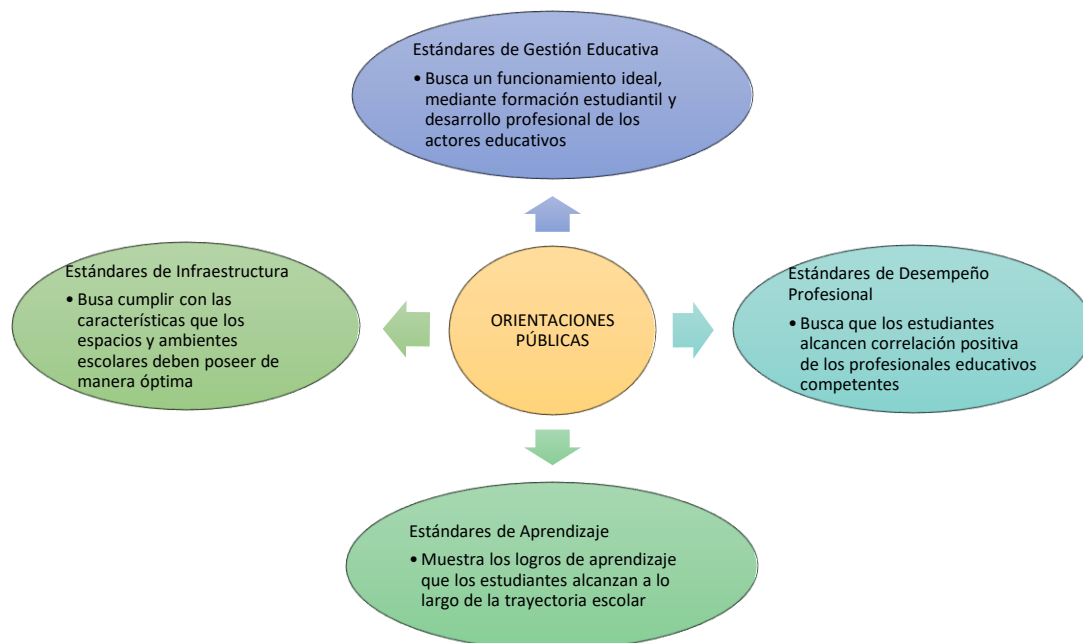 Estándares de Gestión Educativa
• Busca un funcionamiento ideal,
mediante formación estudiantil y
desarrollo profesional de los
actores educativos
Estándares de Infraestructura
• Busa cumplir con las
características que los
espacios y ambientes
escolares deben poseer de
manera óptima
ORIENTACIONES
PÚBLICAS
Estándares de Desempeño
Profesional
• Busca que los estudiantes
alcancen correlación positiva
de los profesionales educativos
competentes
Estándares de Aprendizaje
• Muestra los logros de aprendizaje
que los estudiantes alcanzan a lo
largo de la trayectoria escolar